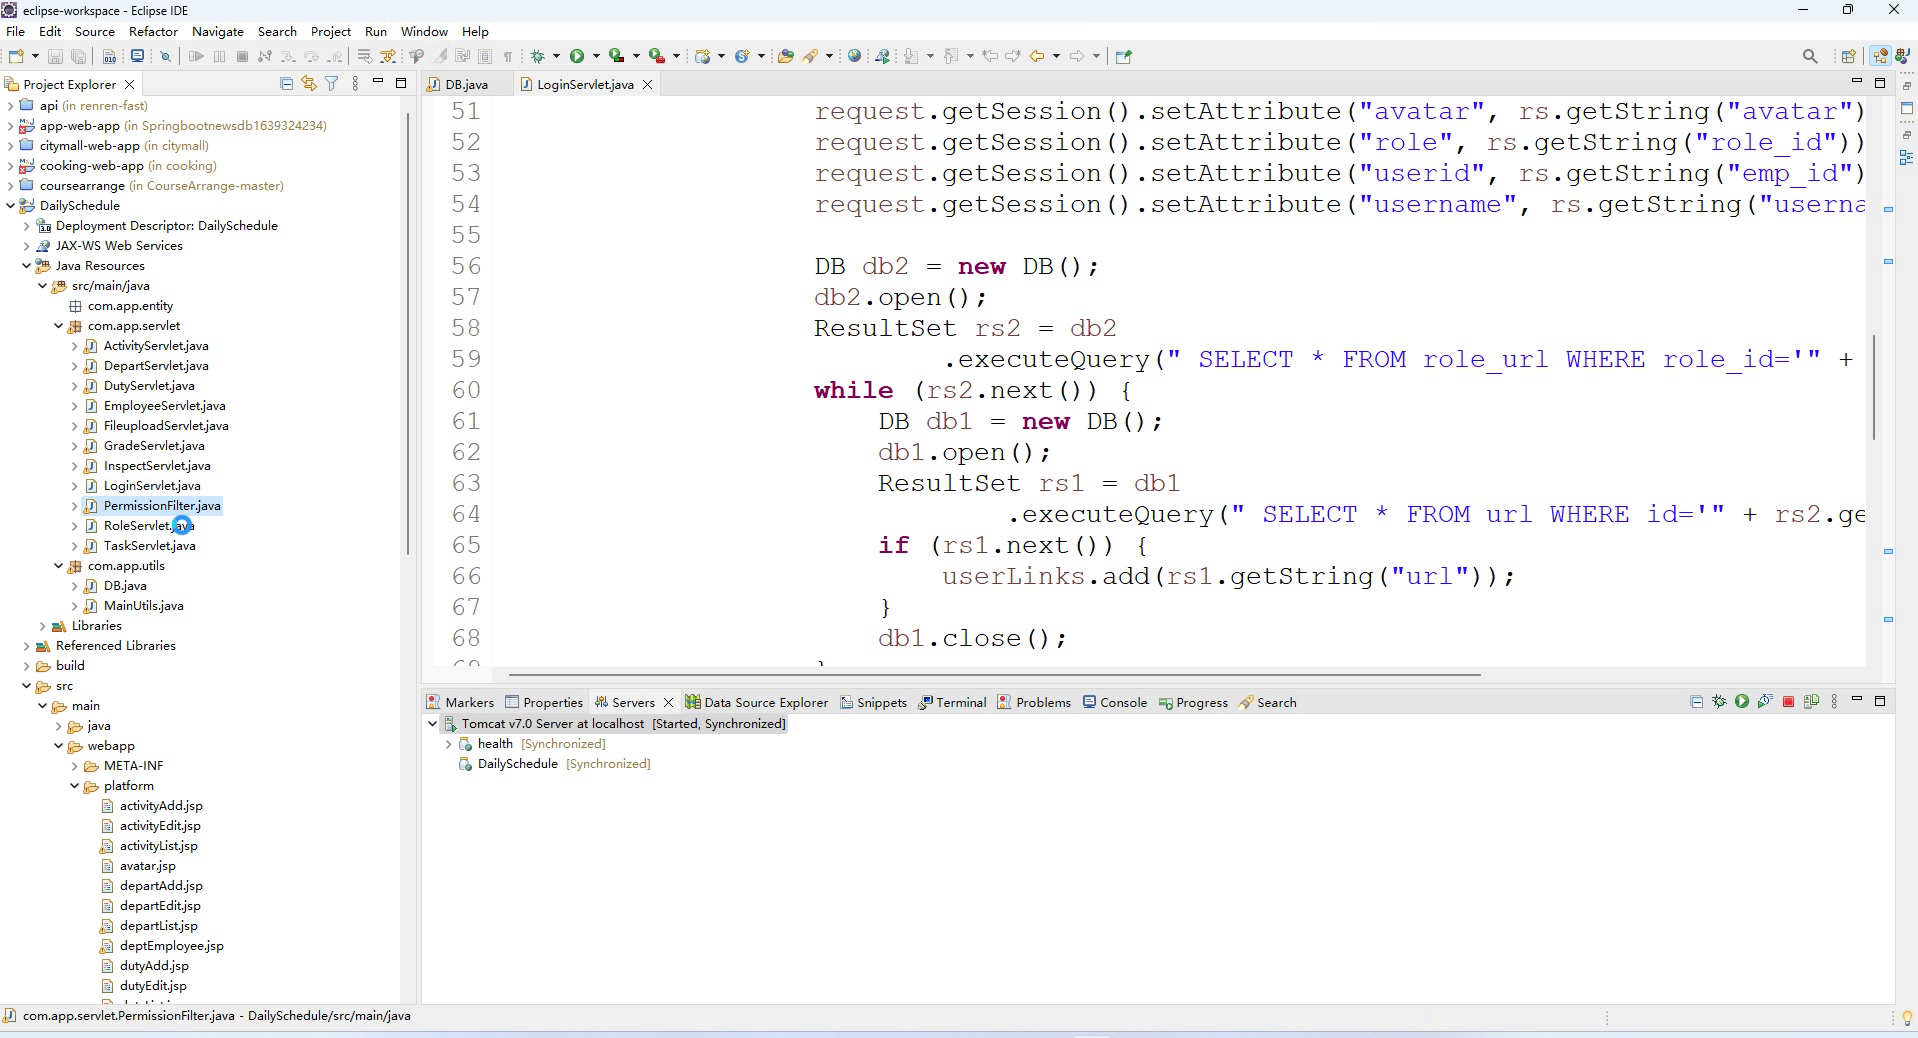 eclipse-workspace - Eclipse IDE
File Edit Source Refactor Navigate Search Project Run Window Help
Project Explorer
DB.java LoginServlet.java
api (in renren-fast)
app-web-app (in Springbootnewsdb1639324234)
citymall-web-app (in citymall)
cooking-web-app (in cooking)
coursearrange (in CourseArrange-master)
DailySchedule
Deployment Descriptor: DailySchedule
JAX-WS Web Services
Java Resources
src/main/java
com.app.entity
com.app.servlet
ActivityServlet.java
DepartServlet.java
DutyServlet.java
EmployeeServlet.java
FileuploadServlet.java
GradeServlet.java
InspectServlet.java
LoginServlet.java
PermissionFilter.java
RoleServlet.java
TaskServlet.java
com.app.utils
DB.java
MainUtils.java
Libraries
Referenced Libraries
build
src
main
java
webapp
META-INF
platform
activityAdd.jsp
activityEdit.jsp
activityList.jsp
avatar.jsp
departAdd.jsp
departEdit.jsp
departList.jsp
deptEmployee.jsp
dutyAdd.jsp
dutyEdit.jsp
51 request.getSession().setAttribute("avatar", rs.getString("avatar")
52 request.getSession().setAttribute("role", rs.getString("role_id"))
53 request.getSession().setAttribute("userid", rs.getString("emp_id")
54 request.getSession().setAttribute("username", rs.getString("userna
55
56 DB db2 = new DB();
57 db2.open();
58 ResultSet rs2 = db2
59 .executeQuery(" SELECT * FROM role_url WHERE role_id='" +
60 while (rs2.next()) {
61 DB db1 = new DB();
62 db1.open();
63 ResultSet rs1 = db1
64 .executeQuery(" SELECT * FROM url WHERE id='" + rs2.ge
65 if (rs1.next()) {
66 userLinks.add(rs1.getString("url"));
67 }
68 db1.close();
Markers Properties Servers Data Source Explorer Snippets Terminal Problems Console Progress Search
Tomcat v7.0 Server at localhost [Started, Synchronized]
health [Synchronized]
DailySchedule [Synchronized]
com.app.servlet.PermissionFilter.java - DailySchedule/src/main/java